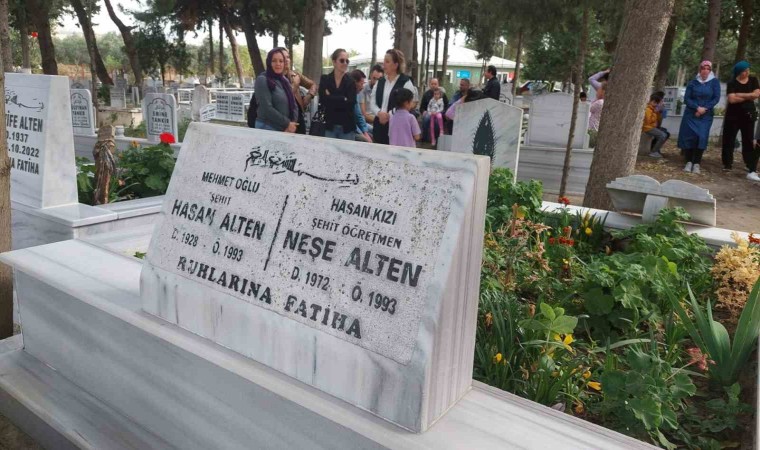 İFE ALTEN
.10.2022
FATİHA
MEHMET OĞLU
ŞEHİT
HASAN ALTEN
D. 1928 Ö. 1993
HASAN KIZI
ŞEHİT ÖĞRETMEN
NEŞE ALTEN
D. 1972 Ö. 1993
RUHLARINA FATİHA